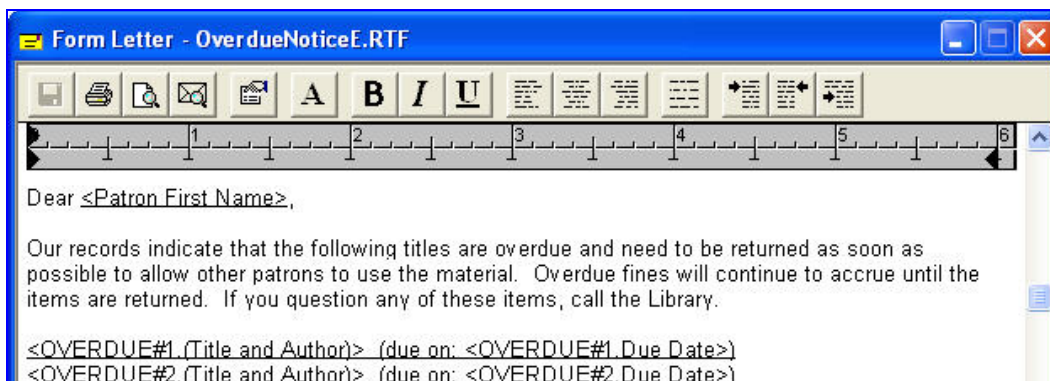 Form Letter - OverdueNoticeE.RTF
A B I U
1 2 3 4 5 6
Dear <Patron First Name>,
Our records indicate that the following titles are overdue and need to be returned as soon as
possible to allow other patrons to use the material.  Overdue fines will continue to accrue until the
items are returned.  If you question any of these items, call the Library.
<OVERDUE#1.(Title and Author)>  (due on: <OVERDUE#1.Due Date>)
<OVERDUE#2.(Title and Author)>  (due on: <OVERDUE#2.Due Date>)